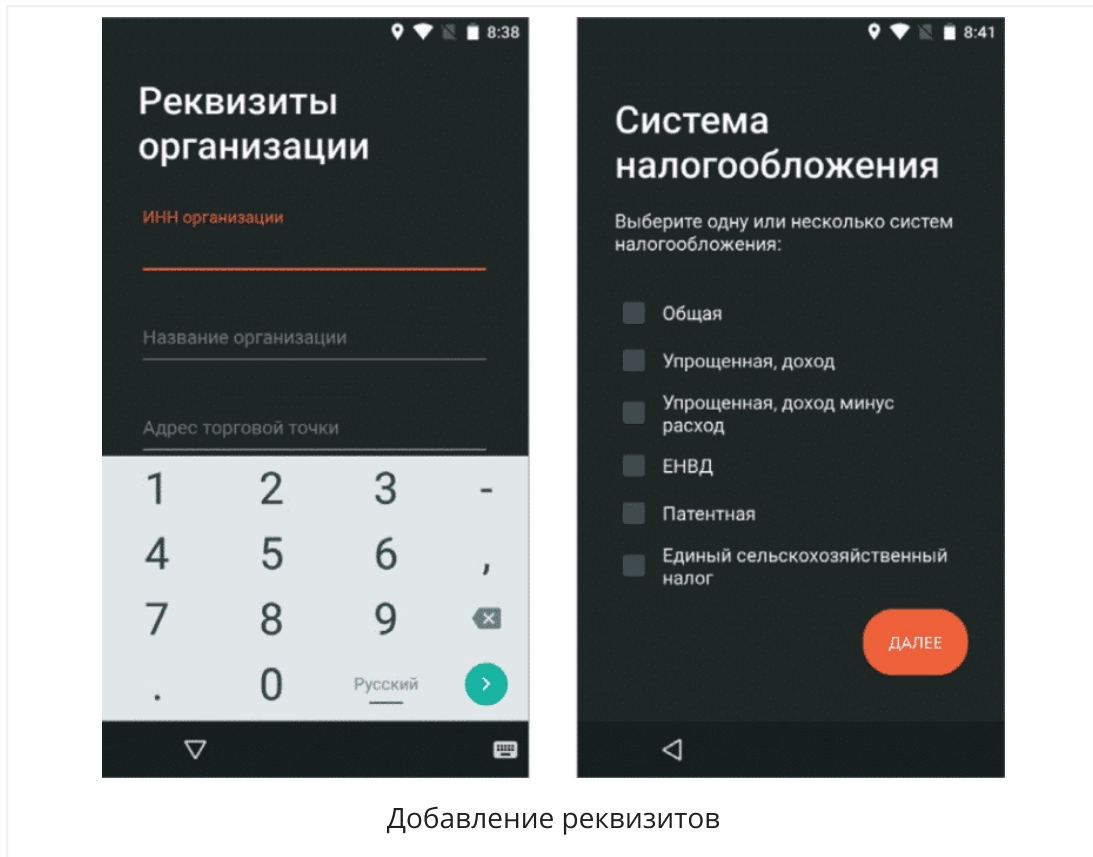 8:38
Реквизиты
организации
ИНН организации
Название организации
Адрес торговой точки
1 2 3 -
4 5 6 ,
7 8 9
. 0 Русский
8:41
Система
налогообложения
Выберите одну или несколько систем
налогообложения:
Общая
Упрощенная, доход
Упрощенная, доход минус
расход
ЕНВД
Патентная
Единый сельскохозяйственный
налог
ДАЛЕЕ
Добавление реквизитов